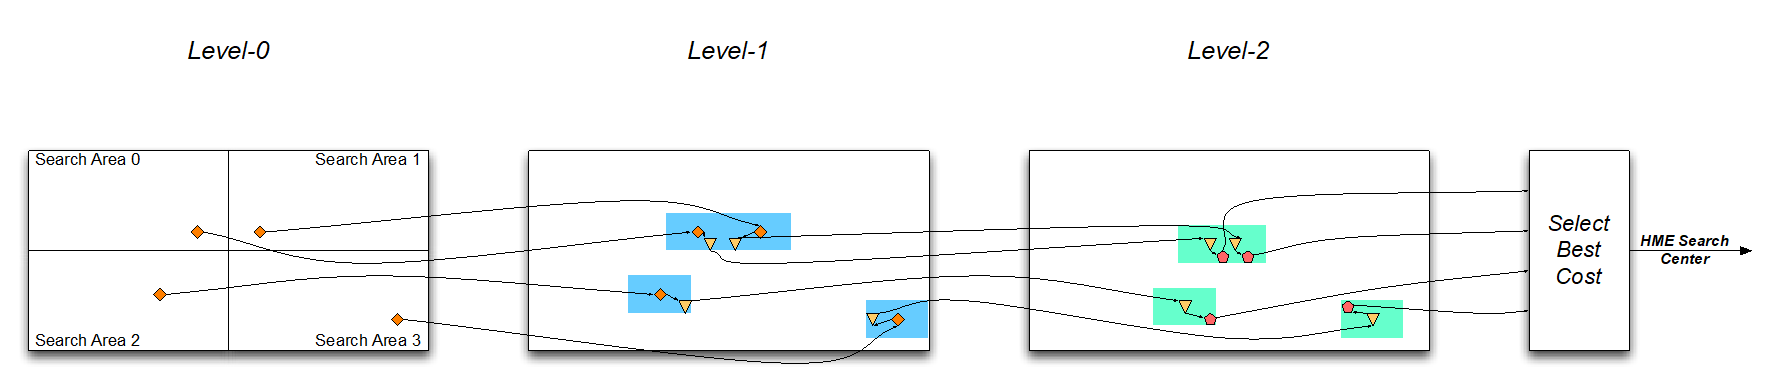 Level-0
Level-1
Level-2
Search Area 0
Search Area 1
Search Area 2
Search Area 3
Select
Best
Cost
HME Search
Center